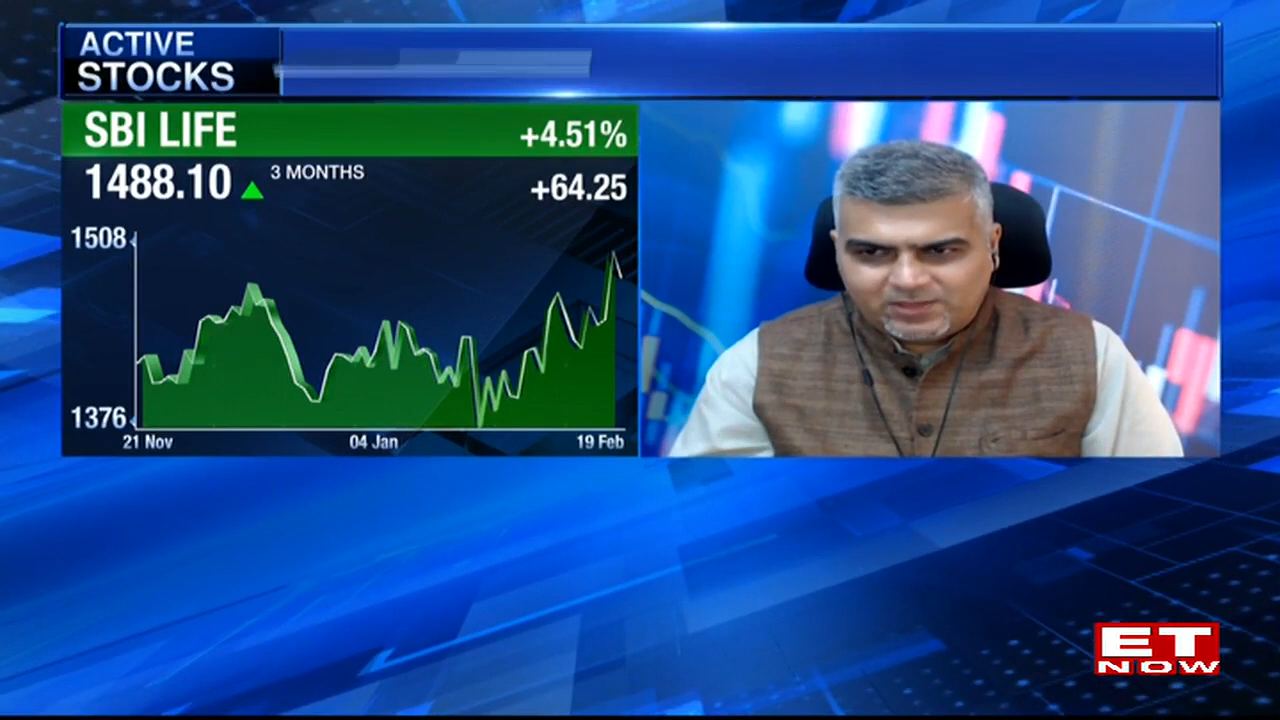 ACTIVE
STOCKS
SBI LIFE
+4.51%
1488.10
3 MONTHS
+64.25
1508
1376
21 Nov
04 Jan
19 Feb
ET
NOW